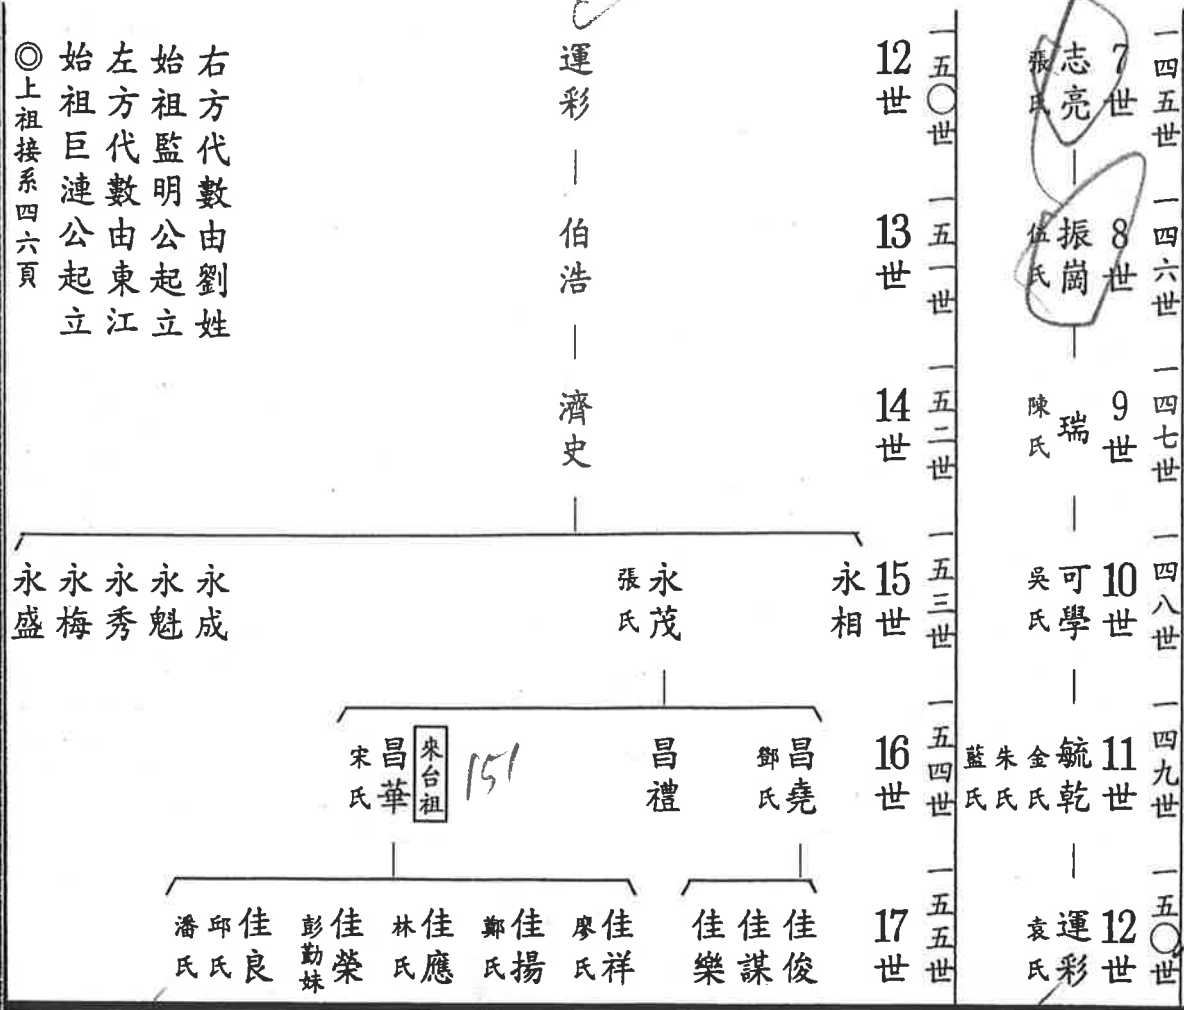 一四五世
7世
志亮
張氏
一四六世
8世
振崗
伍氏
一四七世
9世
瑞
陳氏
一四八世
10世
可學
吳氏
一四九世
11世
毓乾
金氏
朱氏
藍氏
一五〇世
12世
運彩
袁氏
一五〇世
12世
運彩
一五一世
13世
伯浩
一五二世
14世
濟史
一五三世
15世
永相
永茂
張氏
永成
永魁
永秀
永梅
永盛
一五四世
16世
昌堯
鄧氏
昌禮
151
來台祖
昌華
宋氏
一五五世
17世
佳俊
佳謀
佳樂
佳祥
廖氏
佳揚
鄭氏
佳應
林氏
佳榮
彭勤妹
佳良
邱氏
潘氏
右方代數由劉姓
始祖監明公起立
左方代數由東江
始祖巨漣公起立
◎上祖接系四六頁